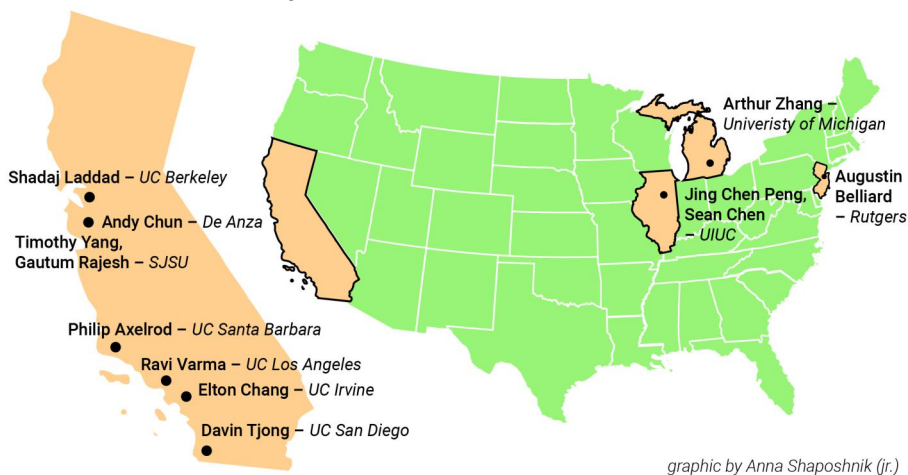 Shadaj Laddad – UC Berkeley
Andy Chun – De Anza
Timothy Yang,
Gautum Rajesh – SJSU
Philip Axelrod – UC Santa Barbara
Ravi Varma – UC Los Angeles
Elton Chang – UC Irvine
Davin Tjong – UC San Diego
Arthur Zhang –
Univeristy of Michigan
Jing Chen Peng,
Sean Chen
– UIUC
Augustin
Belliard
– Rutgers
graphic by Anna Shaposhnik (jr.)